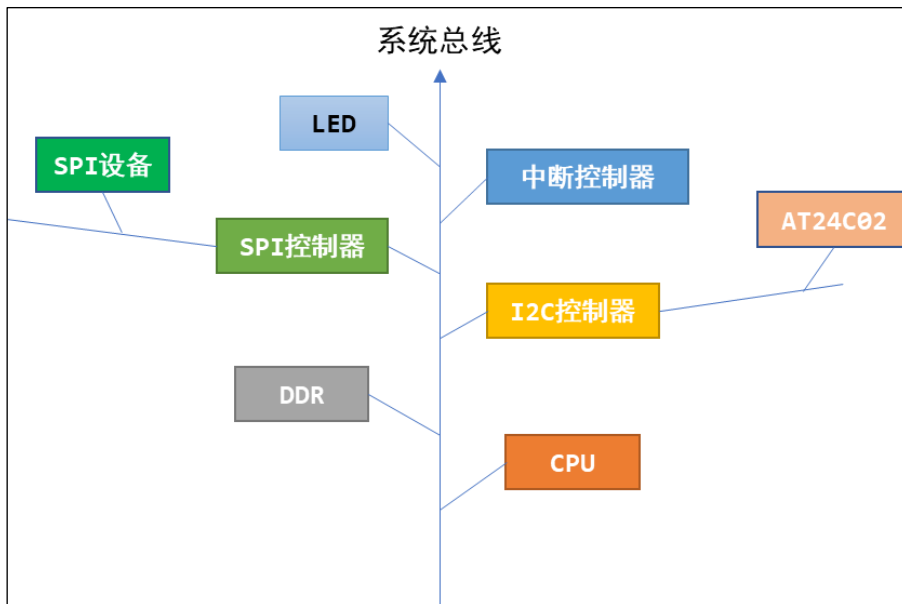 系统总线
LED
SPI设备
中断控制器
AT24C02
SPI控制器
I2C控制器
DDR
CPU